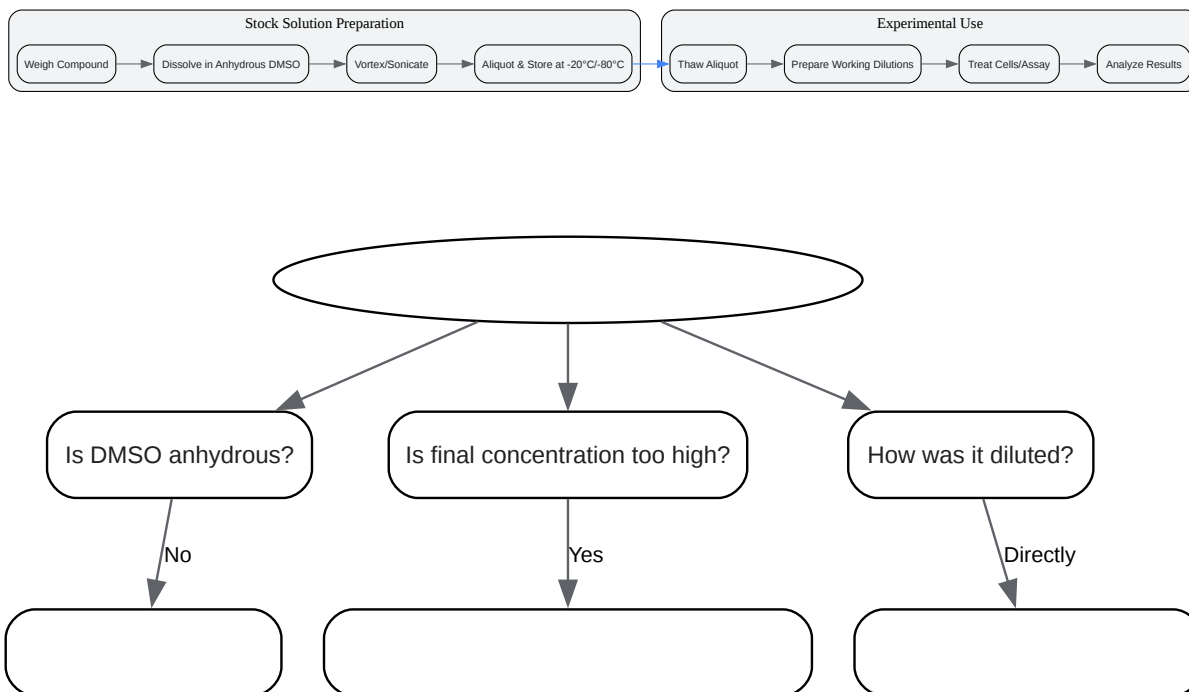 Stock Solution Preparation
Experimental Use
Weigh Compound
Dissolve in Anhydrous DMSO
Vortex/Sonicate
Aliquot & Store at -20°C/-80°C
Thaw Aliquot
Prepare Working Dilutions
Treat Cells/Assay
Analyze Results
Is DMSO anhydrous?
Is final concentration too high?
How was it diluted?
No
Yes
Directly